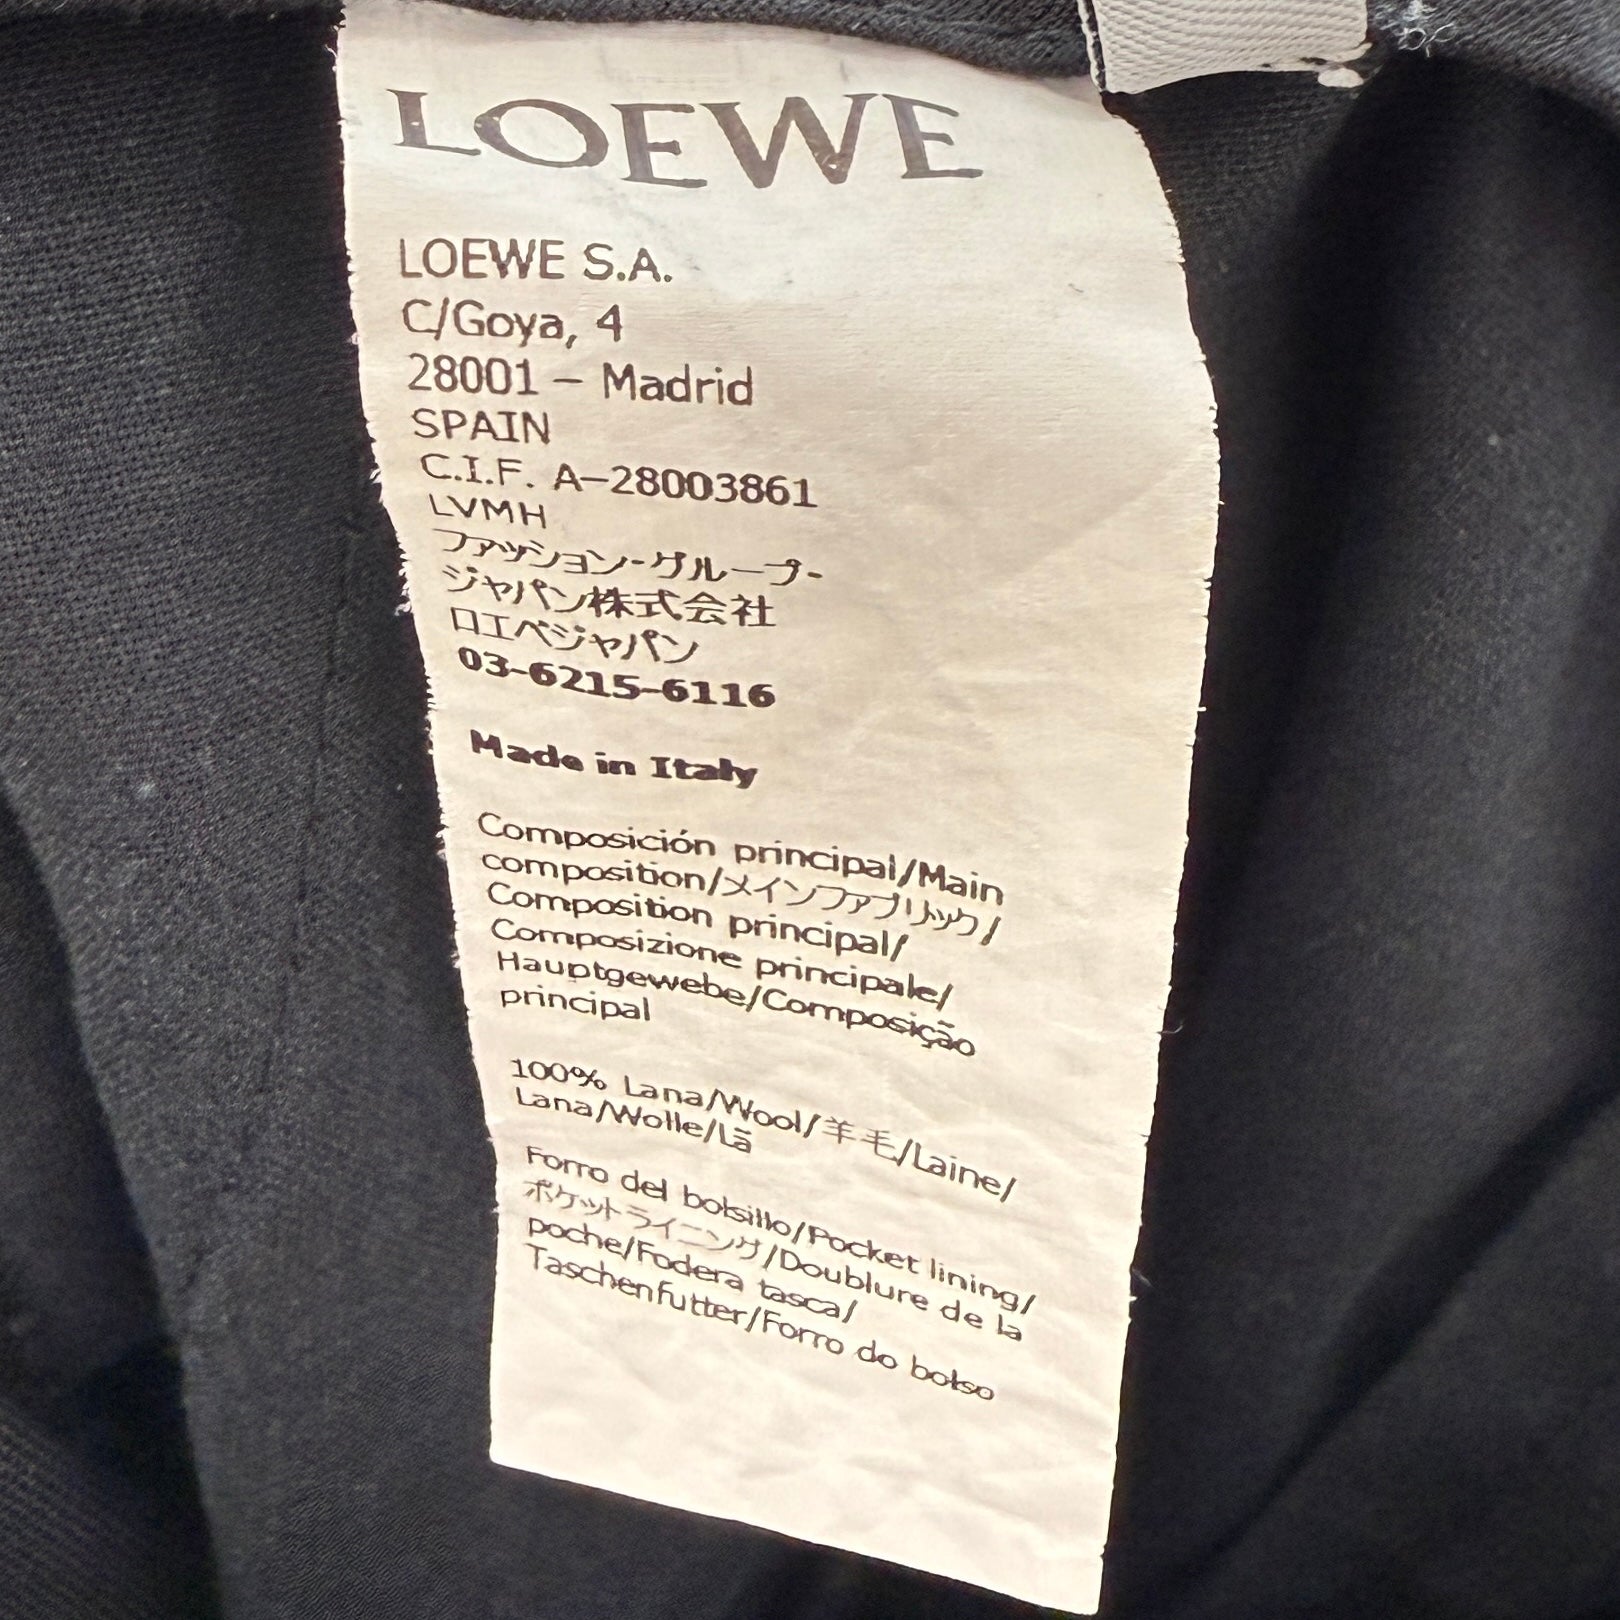 LOEWE
LOEWE S.A.
C/Goya, 4
28001 – Madrid
SPAIN
C.I.F. A–28003861
LVMH
ファッション・グループ・
ジャパン株式会社
ロエベジャパン
03-6215-6116
Made in Italy
Composición principal/Main
composition/メインファブリック/
Composition principal/
Composizione principale/
Hauptgewebe/Composição
principal
100% Lana/Wool/羊毛/Laine/
Lana/Wolle/Lã
Forro del bolsillo/Pocket lining/
ポケットライニング/Doublure de la
poche/Fodera tasca/
Taschenfutter/Forro do bolso